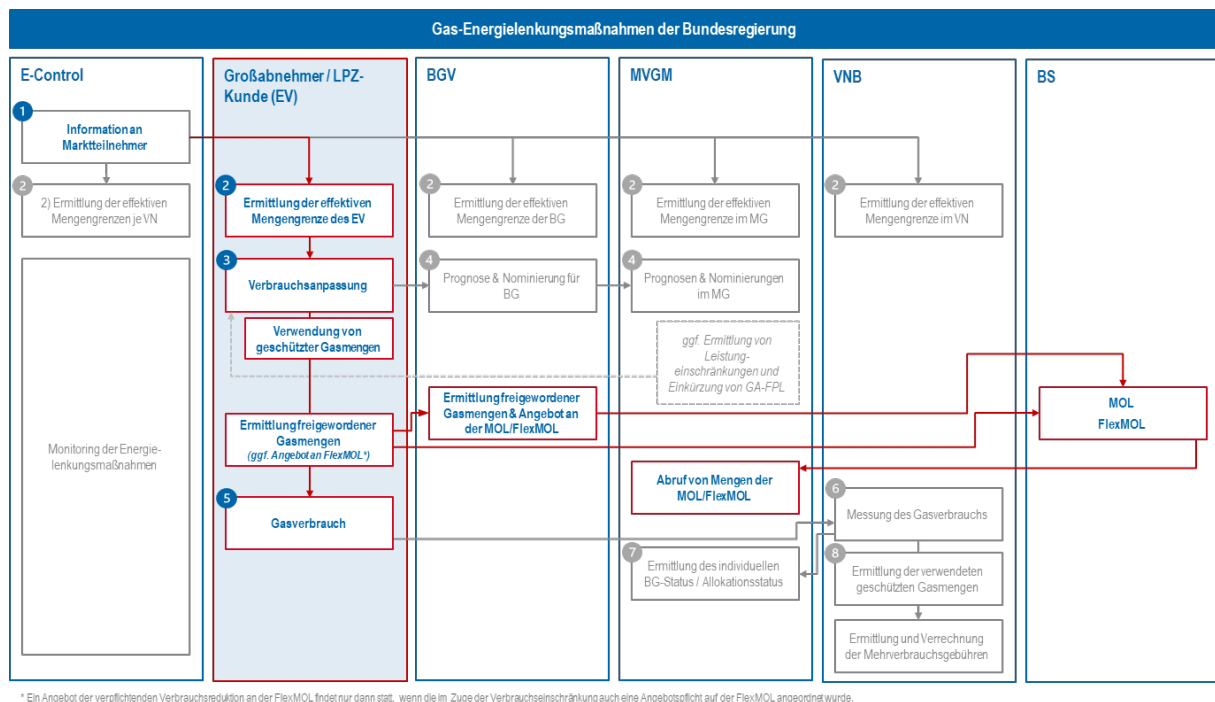 Gas-Energielenkungsmaßnahmen der Bundesregierung
E-Control
Großabnehmer / LPZ-
Kunde (EV)
BGV
MVGM
VNB
BS
1
Information an
Marktteilnehmer
2
2) Ermittlung der effektiven
Mengengrenzen je VN
2
Ermittlung der effektiven
Mengengrenze des EV
2
Ermittlung der effektiven
Mengengrenze der BG
2
Ermittlung der effektiven
Mengengrenze im MG
2
Ermittlung der effektiven
Mengengrenze im VN
3
Verbrauchsanpassung
4
Prognose & Nominierung für
BG
4
Prognosen & Nominierungen
im MG
Verwendung von
geschützter Gasmengen
ggf. Ermittlung von
Leistung-
einschränkungen und
Einkürzung von GA-FPL
Ermittlung freigewordener
Gasmengen
(ggf. Angebot an FlexMOL*)
Ermittlung freigewordener
Gasmengen & Angebot an
der MOL/FlexMOL
MOL
FlexMOL
Monitoring der Energie-
lenkungsmaßnahmen
Abruf von Mengen der
MOL/FlexMOL
5
Gasverbrauch
6
Messung des Gasverbrauchs
7
Ermittlung des individuellen
BG-Status / Allokationsstatus
8
Ermittlung der verwendeten
geschützten Gasmengen
Ermittlung und Verrechnung
der Mehrverbrauchsgebühren
* Ein Angebot der verpflichtenden Verbrauchsreduktion an der FlexMOL findet nur dann statt, wenn die im Zuge der Verbrauchseinschränkung auch eine Angebotspflicht auf der FlexMOL angeordnet wurde.